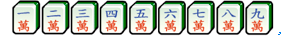 一 二 三 四 五 六 七 八 九
萬 萬 萬 萬 萬 萬 萬 萬 萬